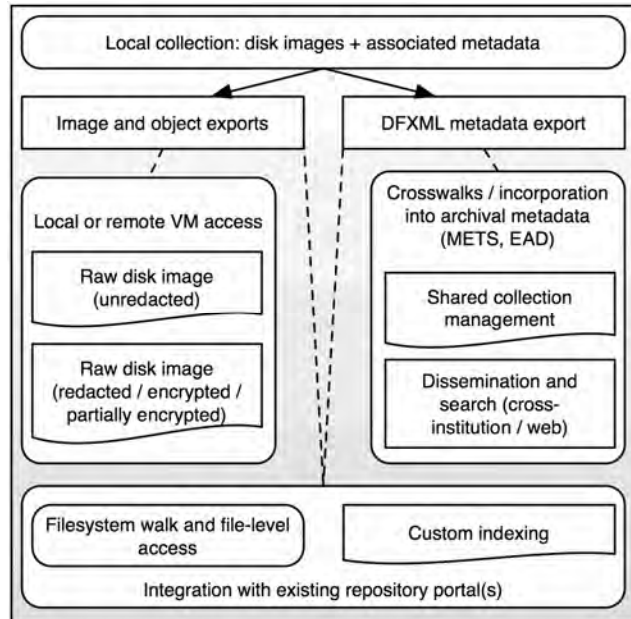 Local collection: disk images + associated metadata
Image and object exports
DFXML metadata export
Local or remote VM access
Raw disk image
(unredacted)
Raw disk image
(redacted / encrypted /
partially encrypted)
Crosswalks / incorporation
into archival metadata
(METS, EAD)
Shared collection
management
Dissemination and
search (cross-
institution / web)
Filesystem walk and file-level
access
Custom indexing
Integration with existing repository portal(s)